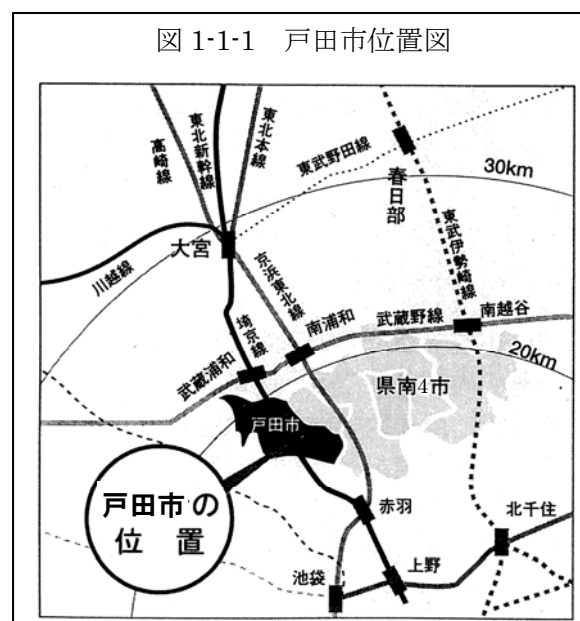 図 1-1-1 戸田市位置図
高崎線
東北新幹線
東北本線
東武野田線
春日部
30km
大宮
川越線
京浜東北線
東武伊勢崎線
埼京線
南浦和
武蔵野線
南越谷
武蔵浦和
20km
県南4市
戸田市
戸田市の
位 置
赤羽
北千住
池袋
上野